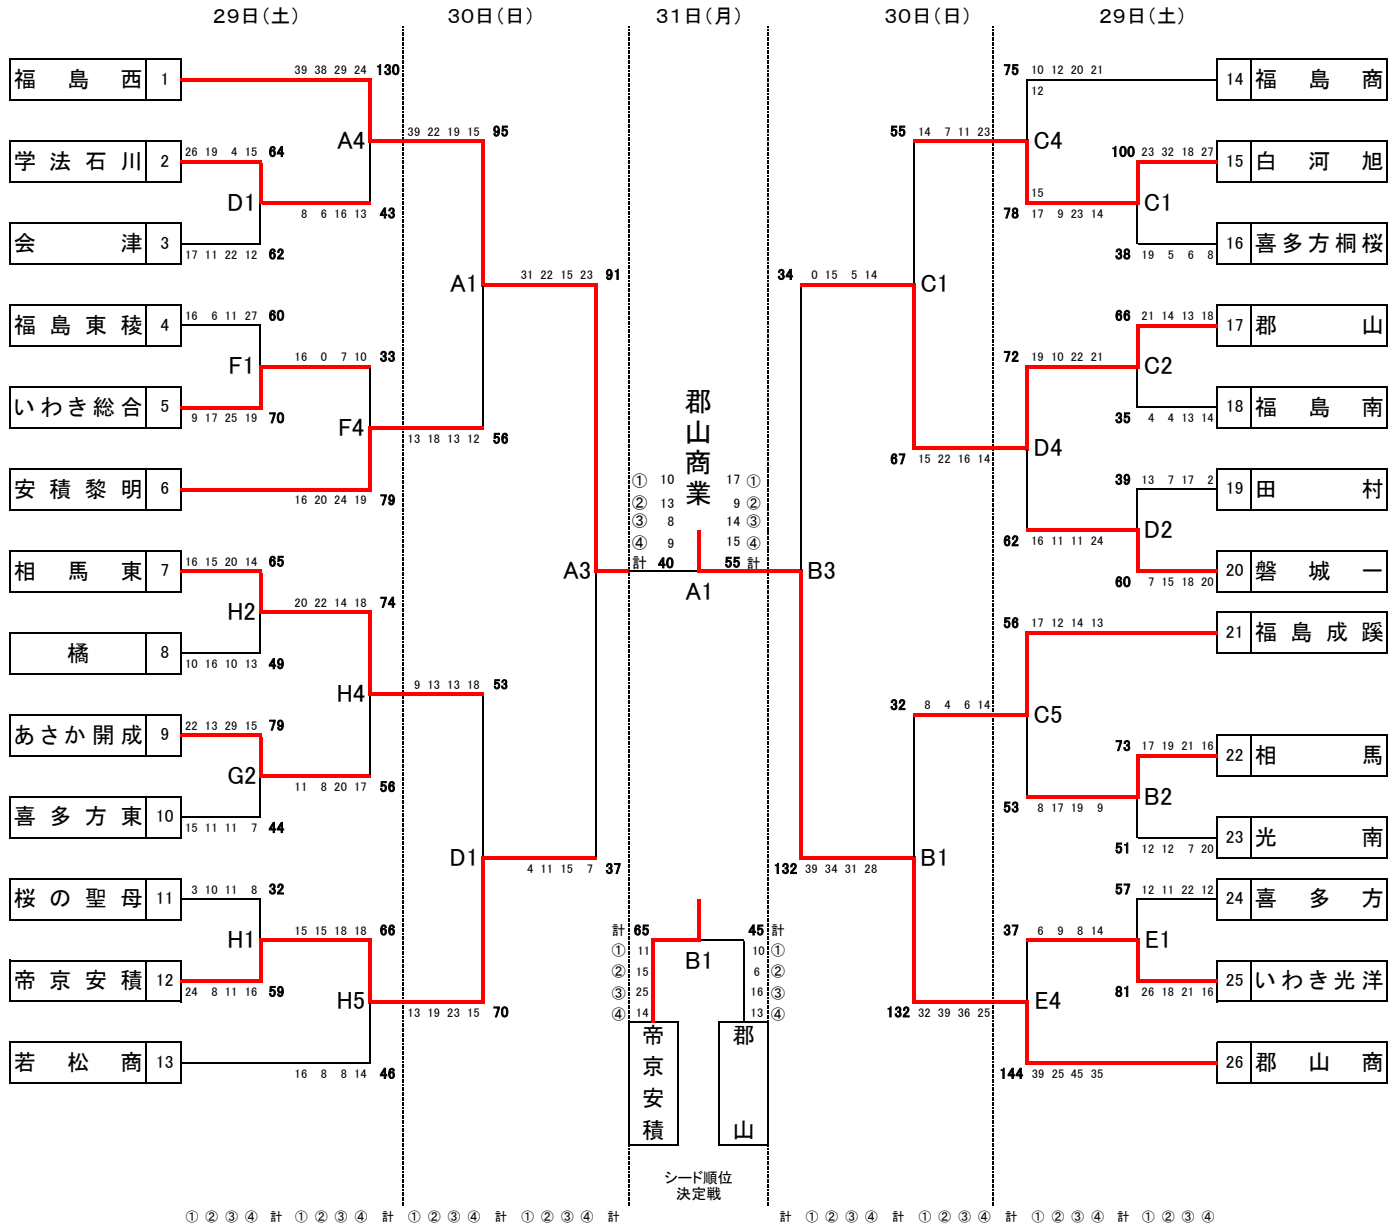 29日(土) 30日(日) 31日(月) 30日(日) 29日(土)
福島西 1
39 38 29 24 130
学法石川 2
26 19 4 15 64
D1
会津 3
17 11 22 12 62
A4
8 6 16 13 43
39 22 19 15 95
福島東稜 4
16 6 11 27 60
F1
いわき総合 5
9 17 25 19 70
16 0 7 10 33
F4
安積黎明 6
16 20 24 19 79
13 18 13 12 56
A1
31 22 15 23 91
相馬東 7
16 15 20 14 65
H2
橘 8
10 16 10 13 49
20 22 14 18 74
H4
あさか開成 9
22 13 29 15 79
G2
喜多方東 10
15 11 11 7 44
11 8 20 17 56
9 13 13 18 53
D1
桜の聖母 11
3 10 11 8 32
H1
帝京安積 12
24 8 11 16 59
15 15 18 18 66
H5
若松商 13
16 8 8 14 46
13 19 23 15 70
4 11 15 7 37
A3
郡山商業
① 10 17 ①
② 13 9 ②
③ 8 14 ③
④ 9 15 ④
計 40 55 計
A1
B3
計 65 45 計
① 11 10 ①
② 15 6 ②
③ 25 16 ③
④ 14 13 ④
B1
帝京安積
郡山
シード順位
決定戦
75 10 12 20 21
12
14 福島商
C4
100 23 32 18 27
15 白河旭
C1
38 19 5 6 8
16 喜多方桐桜
15
78 17 9 23 14
55 14 7 11 23
C1
34 0 15 5 14
66 21 14 13 18
17 郡山
C2
35 4 4 13 14
18 福島南
72 19 10 22 21
D4
67 15 22 16 14
39 13 7 17 2
19 田村
D2
60 7 15 18 20
20 磐城一
62 16 11 11 24
56 17 12 14 13
21 福島成蹊
C5
32 8 4 6 14
73 17 19 21 16
22 相馬
B2
51 12 12 7 20
23 光南
53 8 17 19 9
B1
132 39 34 31 28
57 12 11 22 12
24 喜多方
E1
81 26 18 21 16
25 いわき光洋
37 6 9 8 14
E4
132 32 39 36 25
144 39 25 45 35
26 郡山商
① ② ③ ④ 計 ① ② ③ ④ 計 ① ② ③ ④ 計 ① ② ③ ④ 計 計 ① ② ③ ④ 計 ① ② ③ ④ 計 ① ② ③ ④ 計 ① ② ③ ④